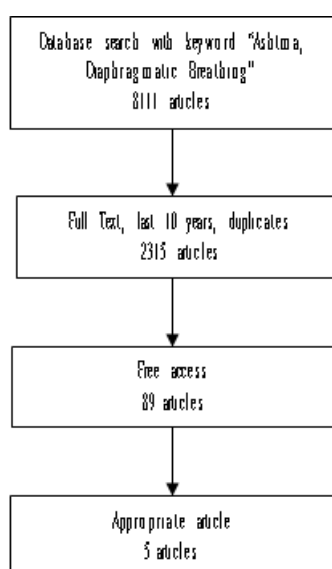 Database search with keyword "Asthma,
Diaphragmatic Breathing"
8111 articles
Full Text, last 10 years, duplicates
2315 articles
Free access
89 articles
Appropriate article
5 articles